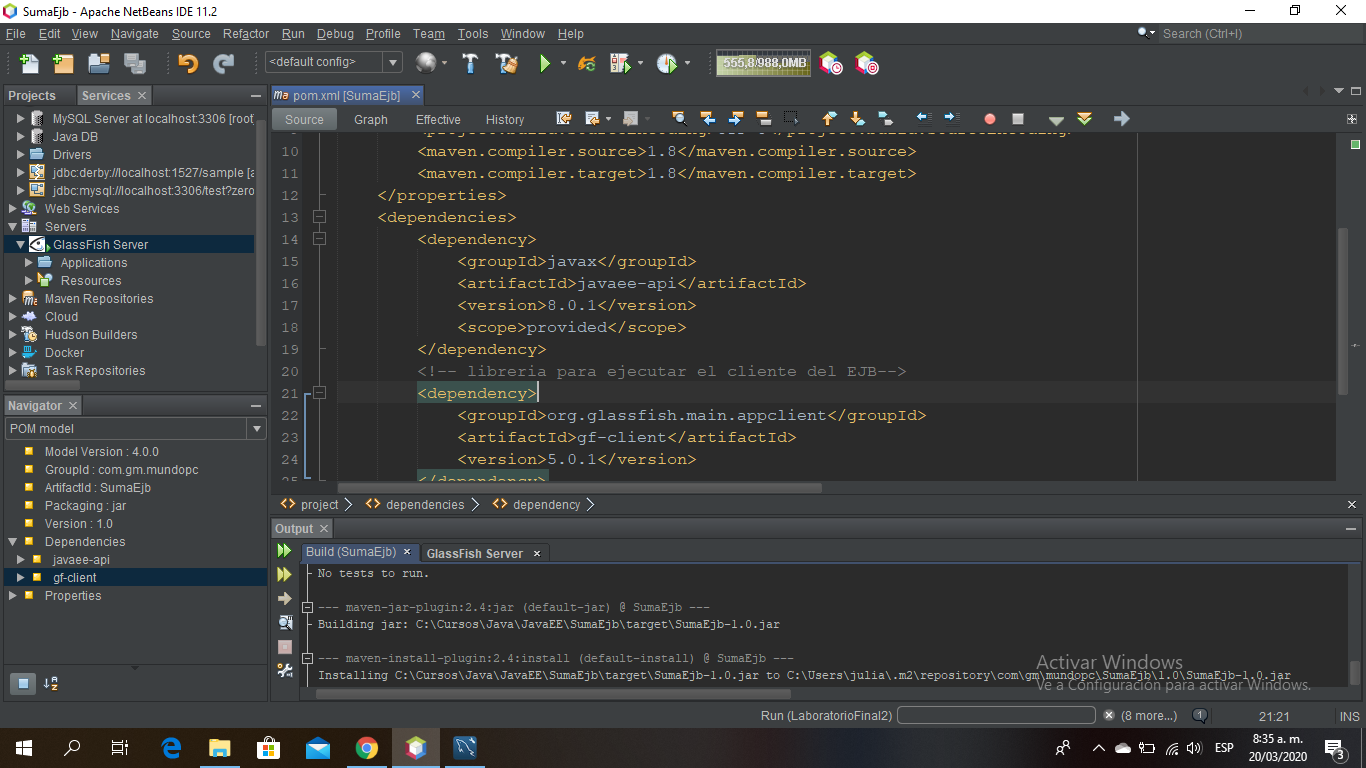 SumaEjb - Apache NetBeans IDE 11.2
File Edit View Navigate Source Refactor Run Debug Profile Team Tools Window Help
Search (Ctrl+I)
<default config>
555,8/988,0MB
Projects Services
MySQL Server at localhost:3306 [root
Java DB
Drivers
jdbc:derby://localhost:1527/sample [a
jdbc:mysql://localhost:3306/test?zero
Web Services
Servers
GlassFish Server
Applications
Resources
Maven Repositories
Cloud
Hudson Builders
Docker
Task Repositories
Navigator
POM model
Model Version : 4.0.0
GroupId : com.gm.mundopc
ArtifactId : SumaEjb
Packaging : jar
Version : 1.0
Dependencies
javaee-api
gf-client
Properties
pom.xml [SumaEjb]
Source Graph Effective History
10 <maven.compiler.source>1.8</maven.compiler.source>
11 <maven.compiler.target>1.8</maven.compiler.target>
12 </properties>
13 <dependencies>
14 <dependency>
15 <groupId>javax</groupId>
16 <artifactId>javaee-api</artifactId>
17 <version>8.0.1</version>
18 <scope>provided</scope>
19 </dependency>
20 <!-- libreria para ejecutar el cliente del EJB-->
21 <dependency>
22 <groupId>org.glassfish.main.appclient</groupId>
23 <artifactId>gf-client</artifactId>
24 <version>5.0.1</version>
25 </dependency>
project dependencies dependency
Output
Build (SumaEjb) GlassFish Server
No tests to run.
--- maven-jar-plugin:2.4:jar (default-jar) @ SumaEjb ---
Building jar: C:\Cursos\Java\JavaEE\SumaEjb\target\SumaEjb-1.0.jar
--- maven-install-plugin:2.4:install (default-install) @ SumaEjb ---
Installing C:\Cursos\Java\JavaEE\SumaEjb\target\SumaEjb-1.0.jar to C:\Users\julia\.m2\repository\com\gm\mundopc\SumaEjb\1.0\SumaEjb-1.0.jar
Activar Windows
Ve a Configuración para activar Windows.
Run (LaboratorioFinal2) (8 more...) 1 21:21 INS
ESP
8:35 a. m.
20/03/2020
3